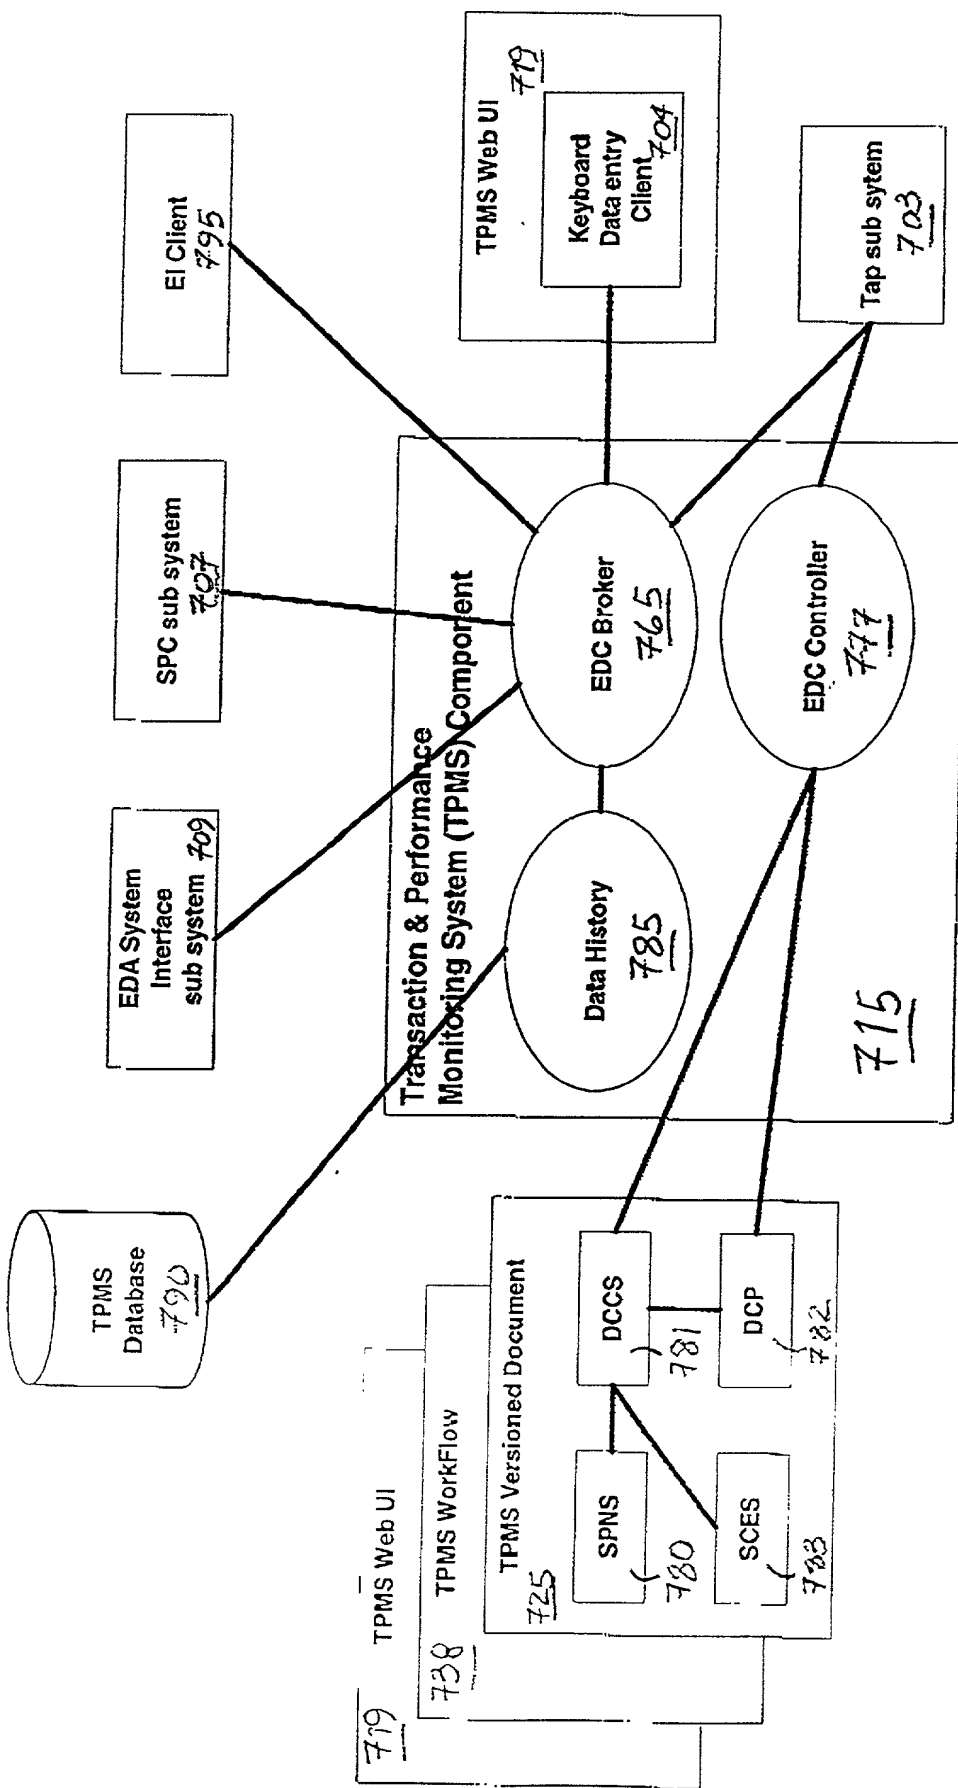 TPMS
Database
790
EDA System
Interface
sub system 709
SPC sub system
707
EI Client
795
TPMS Web UI
719
Keyboard
Data entry
Client 704
Tap sub sytem
703
Transaction & Performance
Monitoring System (TPMS) Component
EDC Broker
765
Data History
785
EDC Controller
777
715
719
TPMS Web UI
738
TPMS WorkFlow
725
TPMS Versioned Document
SPNS
780
DCCS
781
SCES
783
DCP
782